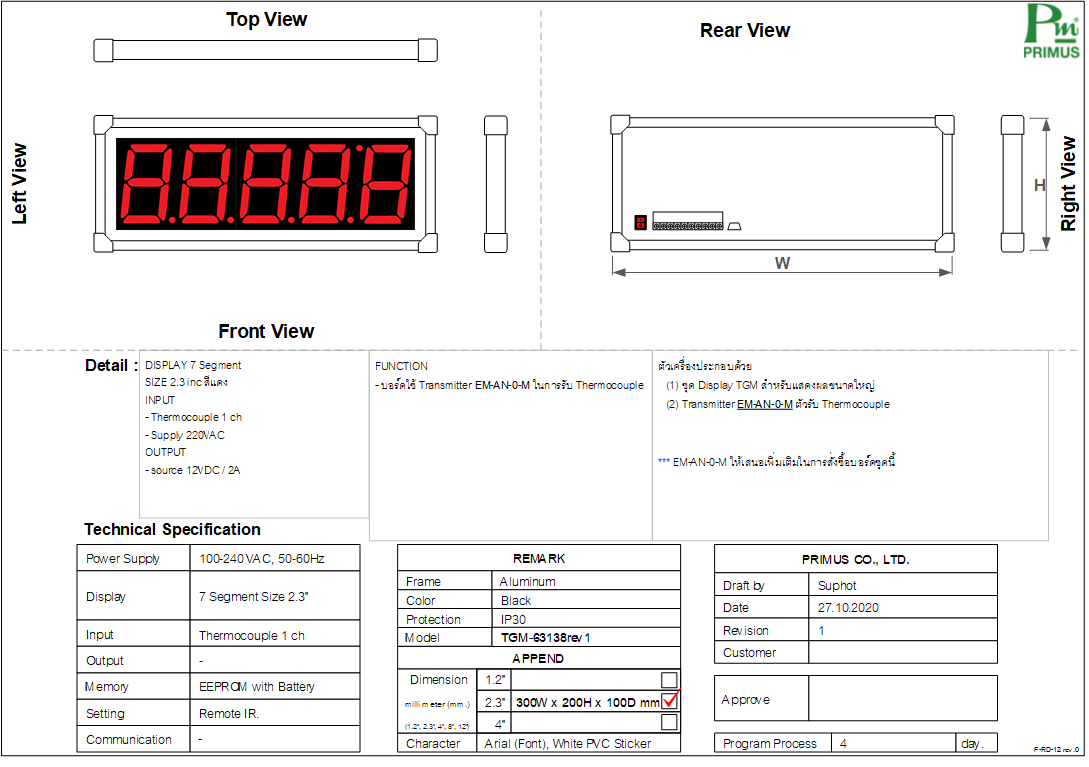 Top View
Rear View
Pm
PRIMUS
Left View
88888
H
Right View
W
Front View
Detail :
DISPLAY 7 Segment
SIZE 2.3 inc สีแดง
INPUT
- Thermocouple 1 ch
- Supply 220VAC
OUTPUT
- source 12VDC / 2A
FUNCTION
- บอร์ดใช้ Transmitter EM-AN-0-M ในการรับ Thermocouple
ตัวเครื่องประกอบด้วย
(1) ชุด Display TGM สำหรับแสดงผลขนาดใหญ่
(2) Transmitter EM-AN-0-M ตัวรับ Thermocouple
*** EM-AN-0-M ให้เสนอเพิ่มเติมในการสั่งซื้อบอร์ดชุดนี้
Technical Specification
Power Supply 100-240VAC, 50-60Hz
Display 7 Segment Size 2.3"
Input Thermocouple 1 ch
Output -
Memory EEPROM with Battery
Setting Remote IR.
Communication -
REMARK
Frame Aluminum
Color Black
Protection IP30
Model TGM-63138rev1
APPEND
Dimension 1.2"
millimeter (mm.) 2.3" 300W x 200H x 100D mm
(1.2", 2.3", 4", 8", 12") 4"
Character Arial (Font), White PVC Sticker
PRIMUS CO., LTD.
Draft by Suphot
Date 27.10.2020
Revision 1
Customer
Approve
Program Process 4 day.
F-RD-12 rev.0